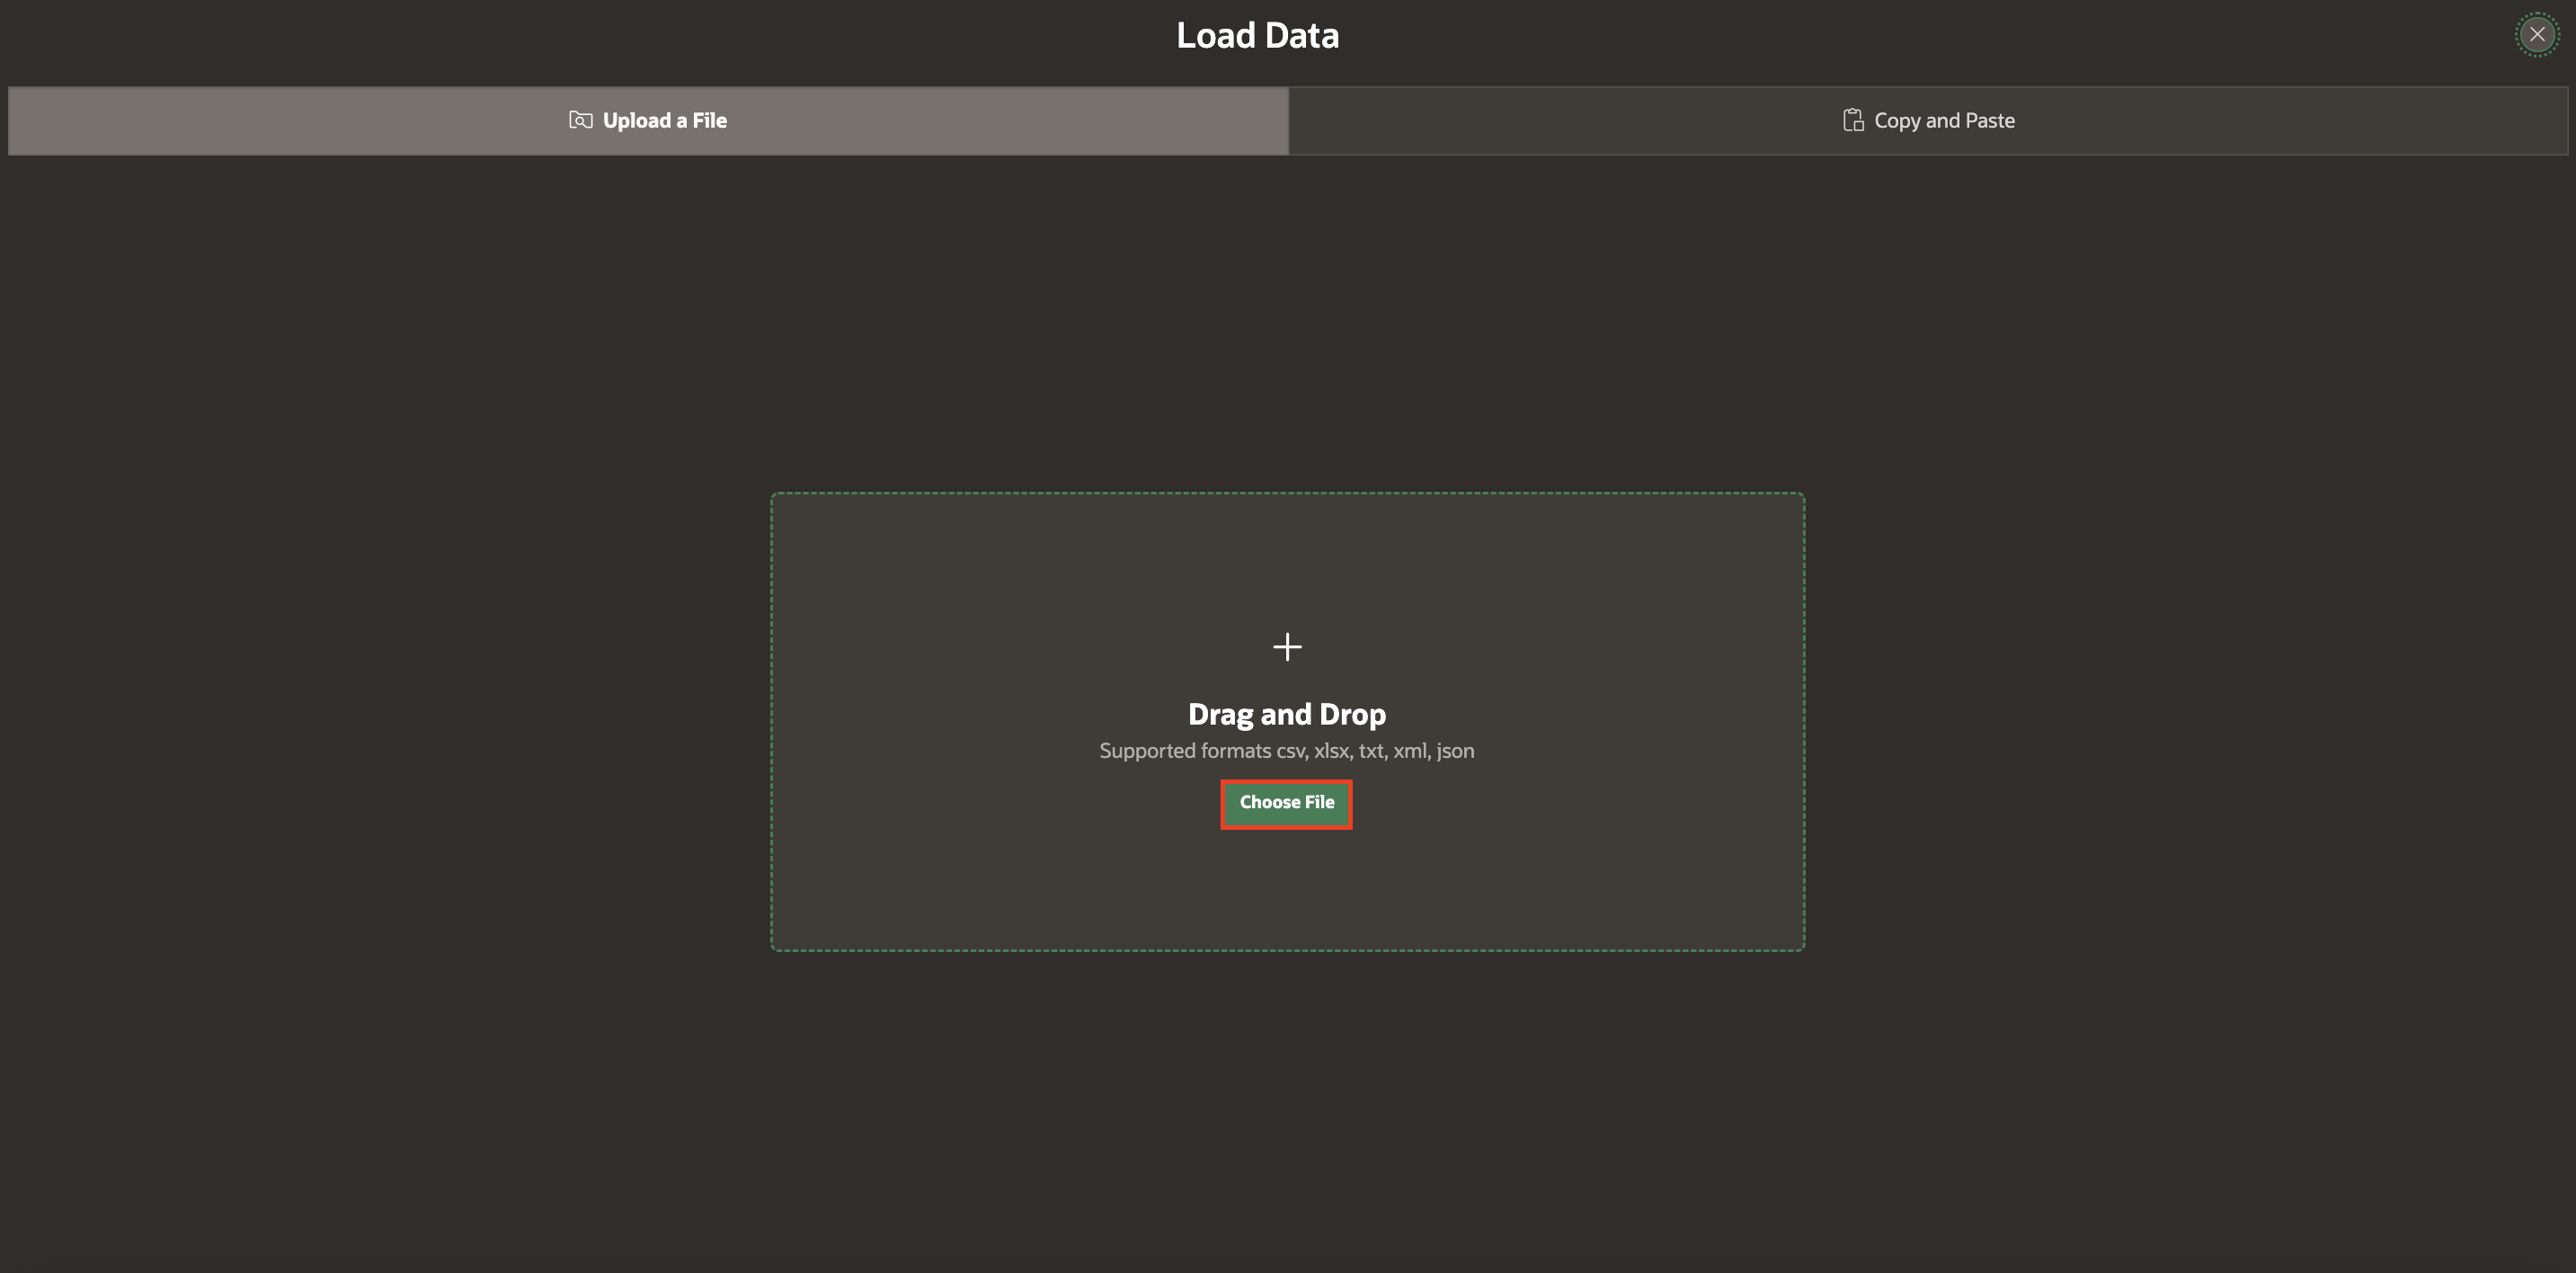 Load Data
Upload a File
Copy and Paste
Drag and Drop
Supported formats csv, xlsx, txt, xml, json
Choose File